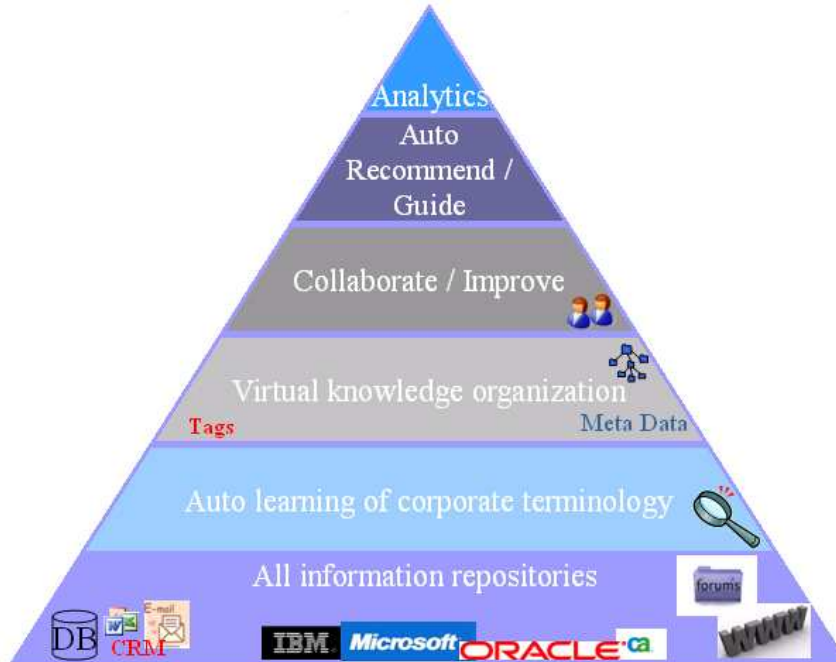 Analytics
Auto
Recommend /
Guide
Collaborate / Improve
Virtual knowledge organization
Tags
Meta Data
Auto learning of corporate terminology
All information repositories
forums
DB
E-mail
CRM
IBM
Microsoft
ORACLE
ca
WWW